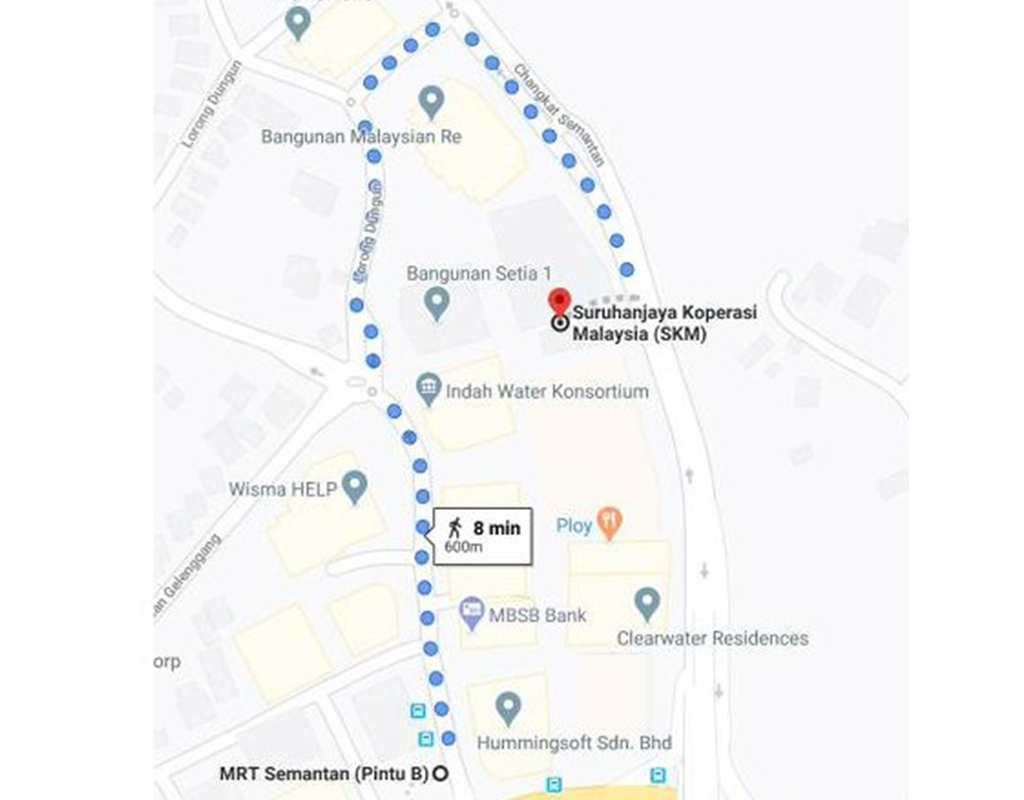 Lorong Dungun
Changkat Semantan
Bangunan Malaysian Re
Lorong Dungun
Bangunan Setia 1
Suruhanjaya Koperasi
Malaysia (SKM)
Indah Water Konsortium
Wisma HELP
8 min
600m
Ploy
an Gelenggang
MBSB Bank
Clearwater Residences
orp
Hummingsoft Sdn. Bhd
MRT Semantan (Pintu B)